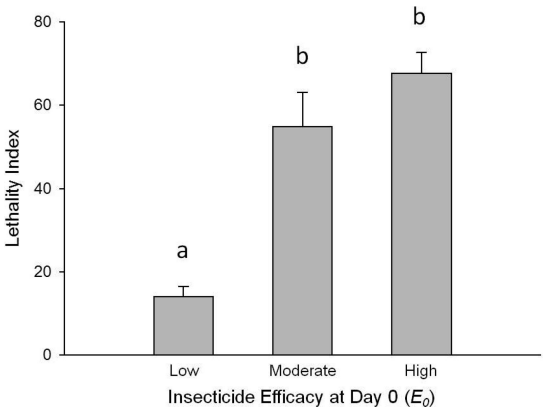 80
60
40
20
0
Lethality Index
a
b
b
Low Moderate High
Insecticide Efficacy at Day 0 (E₀)